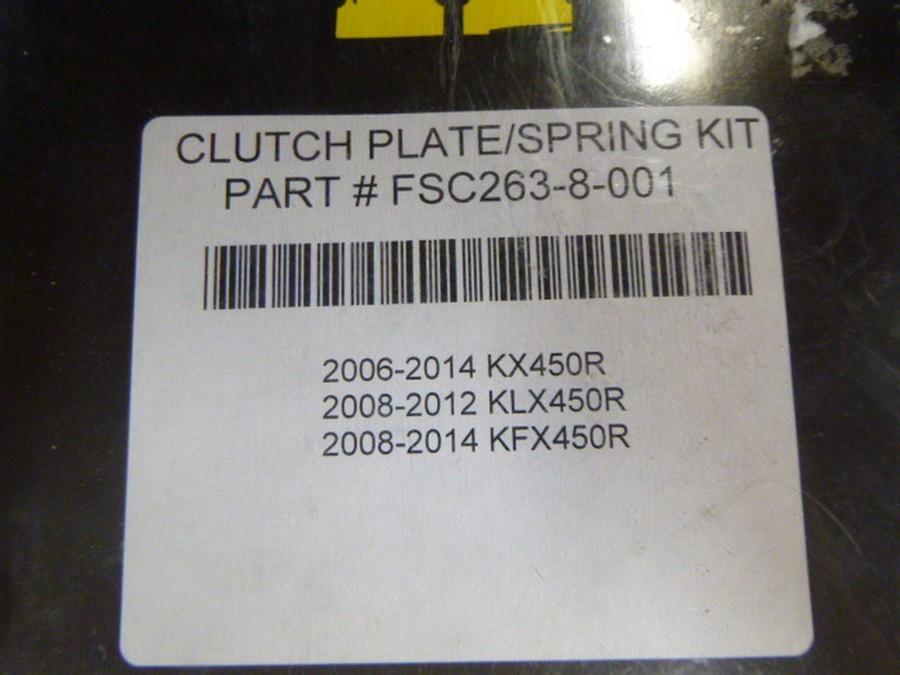 CLUTCH PLATE/SPRING KIT
PART # FSC263-8-001
2006-2014 KX450R
2008-2012 KLX450R
2008-2014 KFX450R